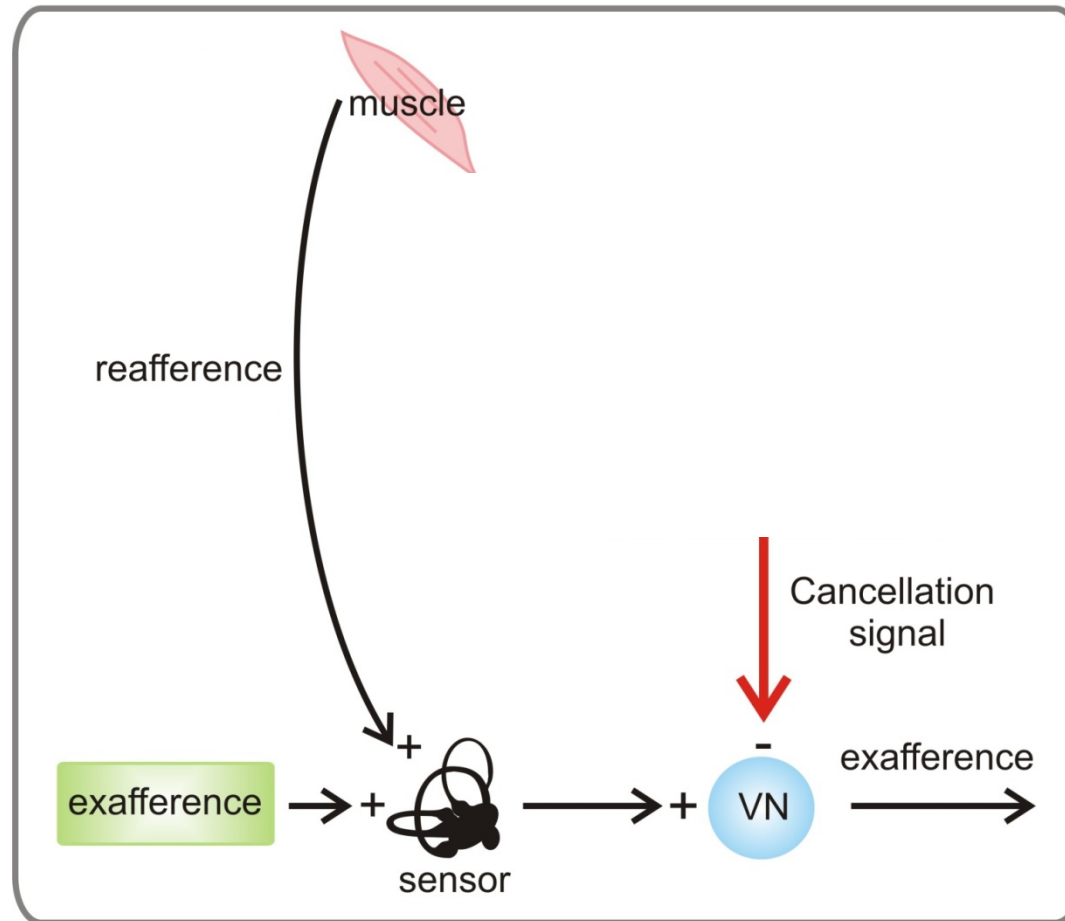 muscle
reafference
Cancellation
signal
+
-
exafference
exafference
+
+
VN
sensor